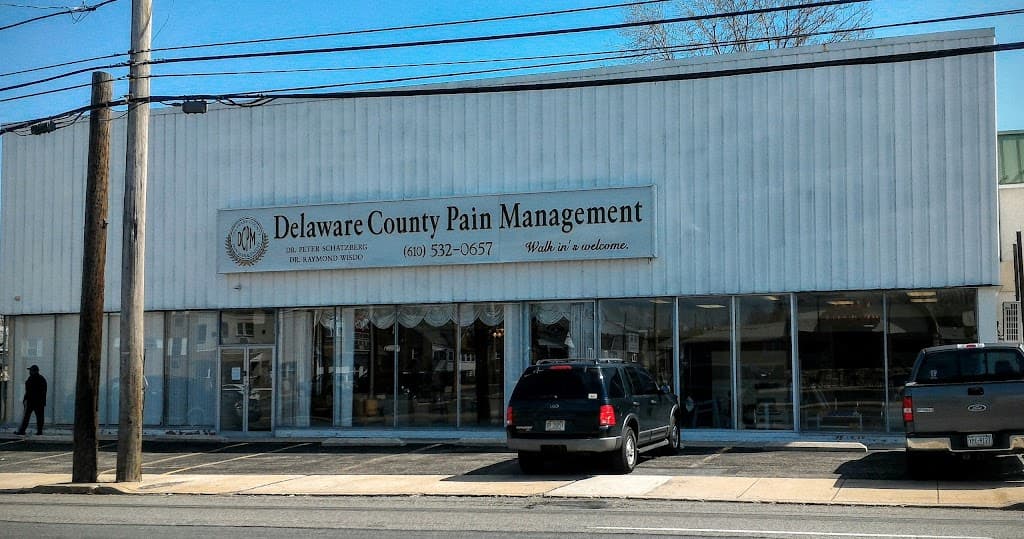 Delaware County Pain Management
DCPM
DR. PETER SCHATZBERG
DR. RAYMOND WISDO
(610) 532-0657
Walk in's welcome.